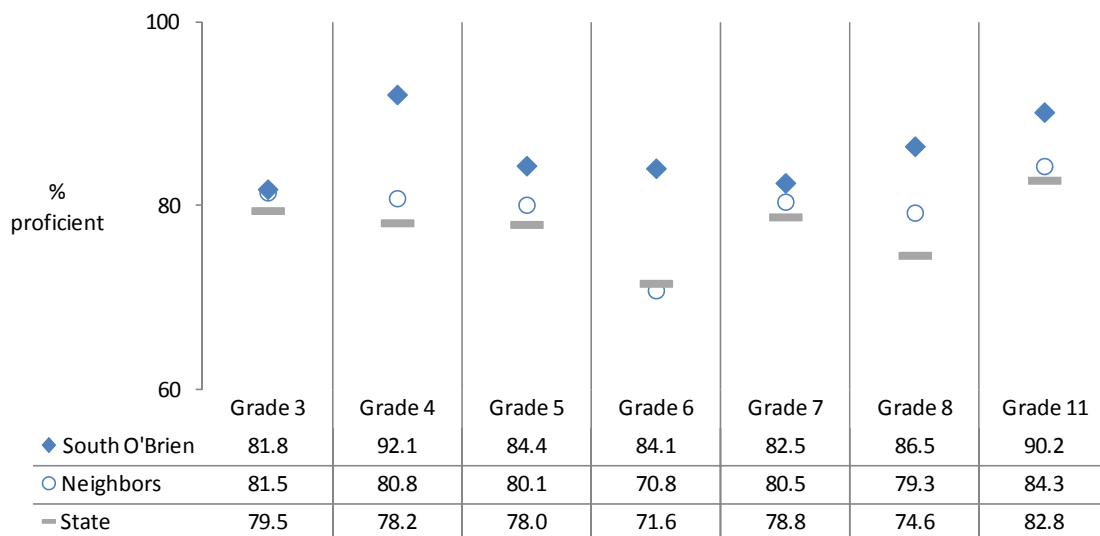 100
80
60
%
proficient
Grade 3 Grade 4 Grade 5 Grade 6 Grade 7 Grade 8 Grade 11
South O'Brien 81.8 92.1 84.4 84.1 82.5 86.5 90.2
Neighbors 81.5 80.8 80.1 70.8 80.5 79.3 84.3
State 79.5 78.2 78.0 71.6 78.8 74.6 82.8